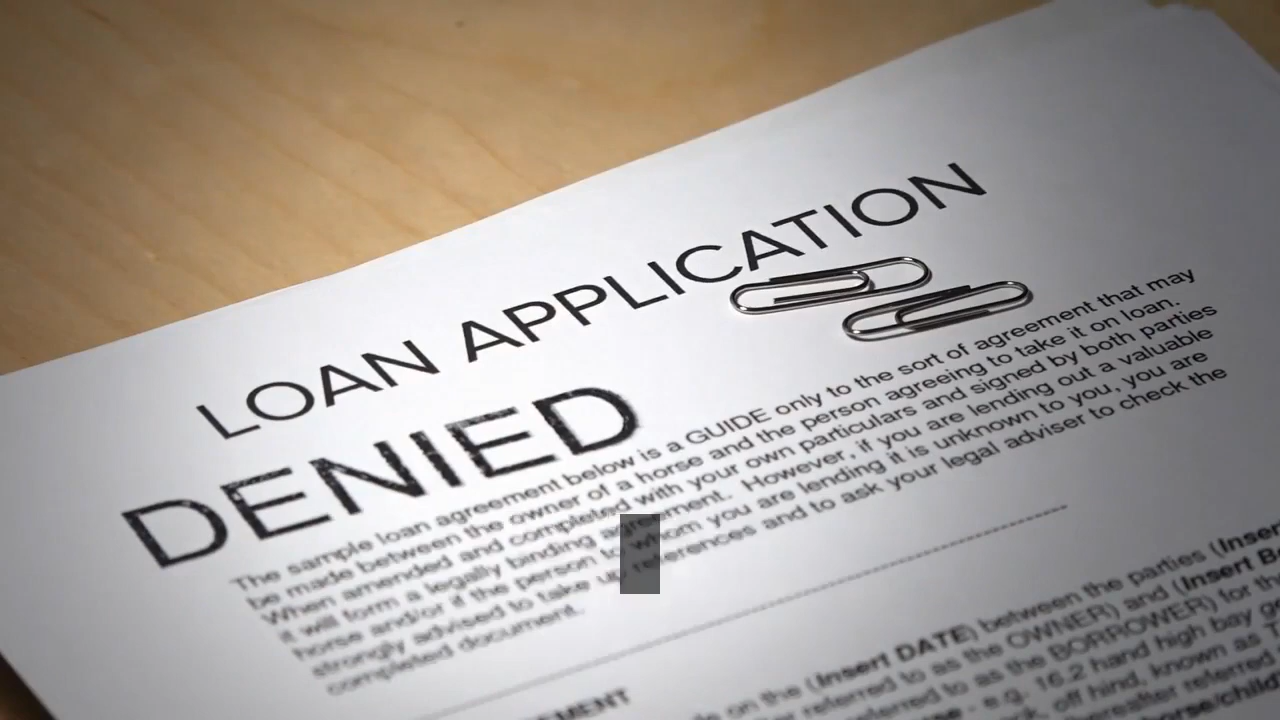 LOAN APPLICATION
DENIED
The sample loan agreement below is a GUIDE only to the sort of agreement that may
be made between the owner of a horse and the person agreeing to take it on loan.
When amended and completed with your own particulars and signed by both parties
it will form a legally binding agreement. However, if you are lending out a valuable
horse and/or if the person to whom you are lending it is unknown to you, you are
strongly advised to take up references and to ask your legal adviser to check the
completed document.
on the (Insert DATE) between the parties (Inser
referred to as the OWNER) and (Insert Ba
referred to as the BORROWER) for th
- e.g. 16.2 hand high bay g
off hind, known as T